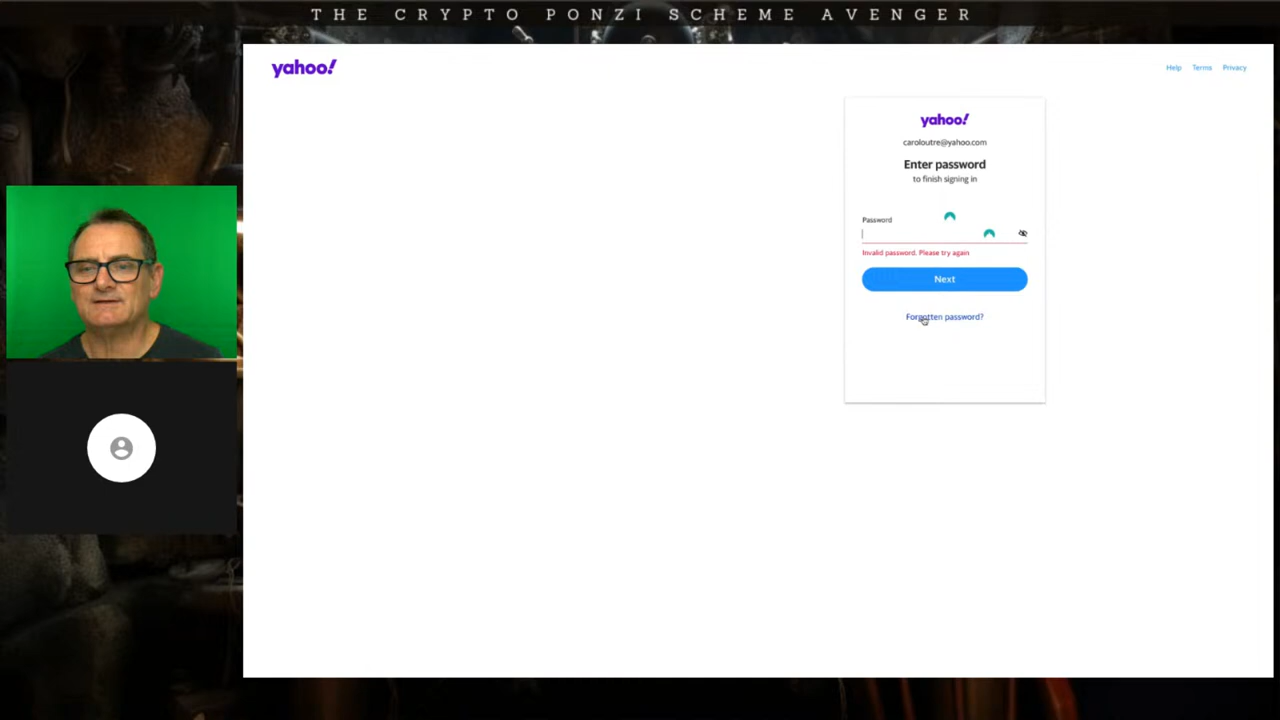 THE CRYPTO PONZI SCHEME AVENGER
yahoo!
Help Terms Privacy
yahoo!
caroloutre@yahoo.com
Enter password
to finish signing in
Password
Invalid password. Please try again
Next
Forgotten password?